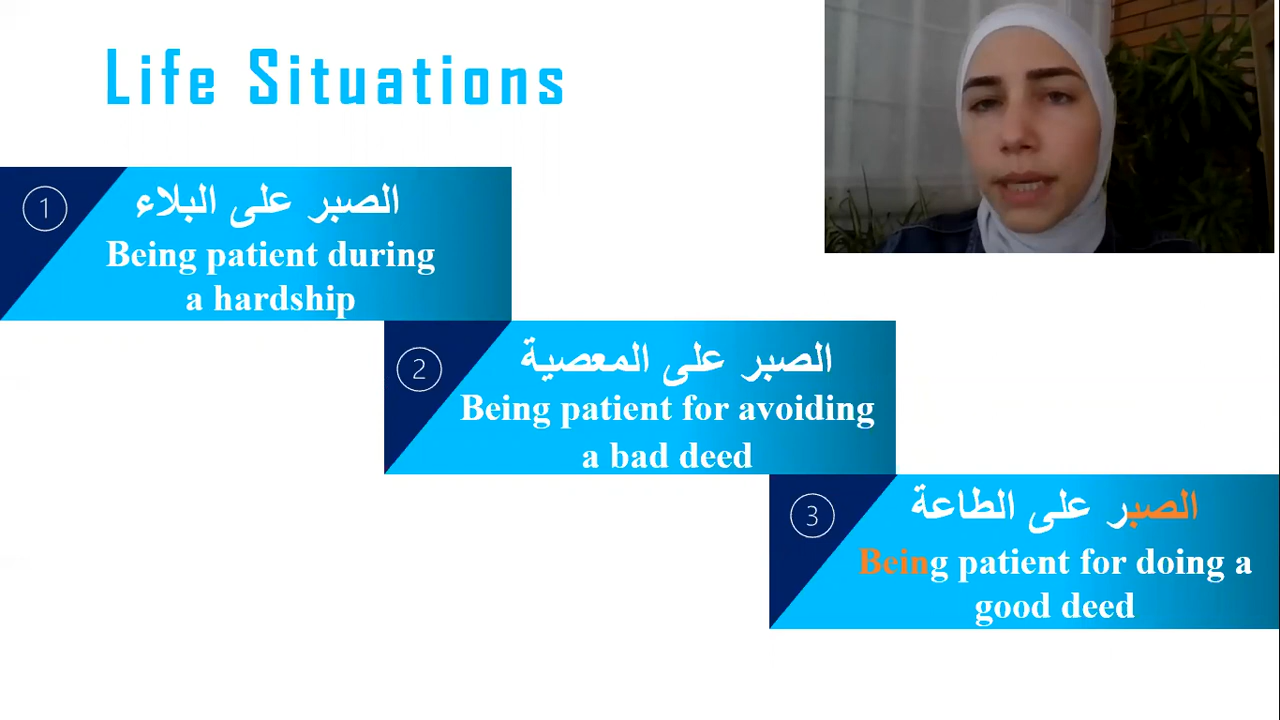 Life Situations
1
الصبر على البلاء
Being patient during
a hardship
2
الصبر على المعصية
Being patient for avoiding
a bad deed
3
الصبر على الطاعة
Being patient for doing a
good deed